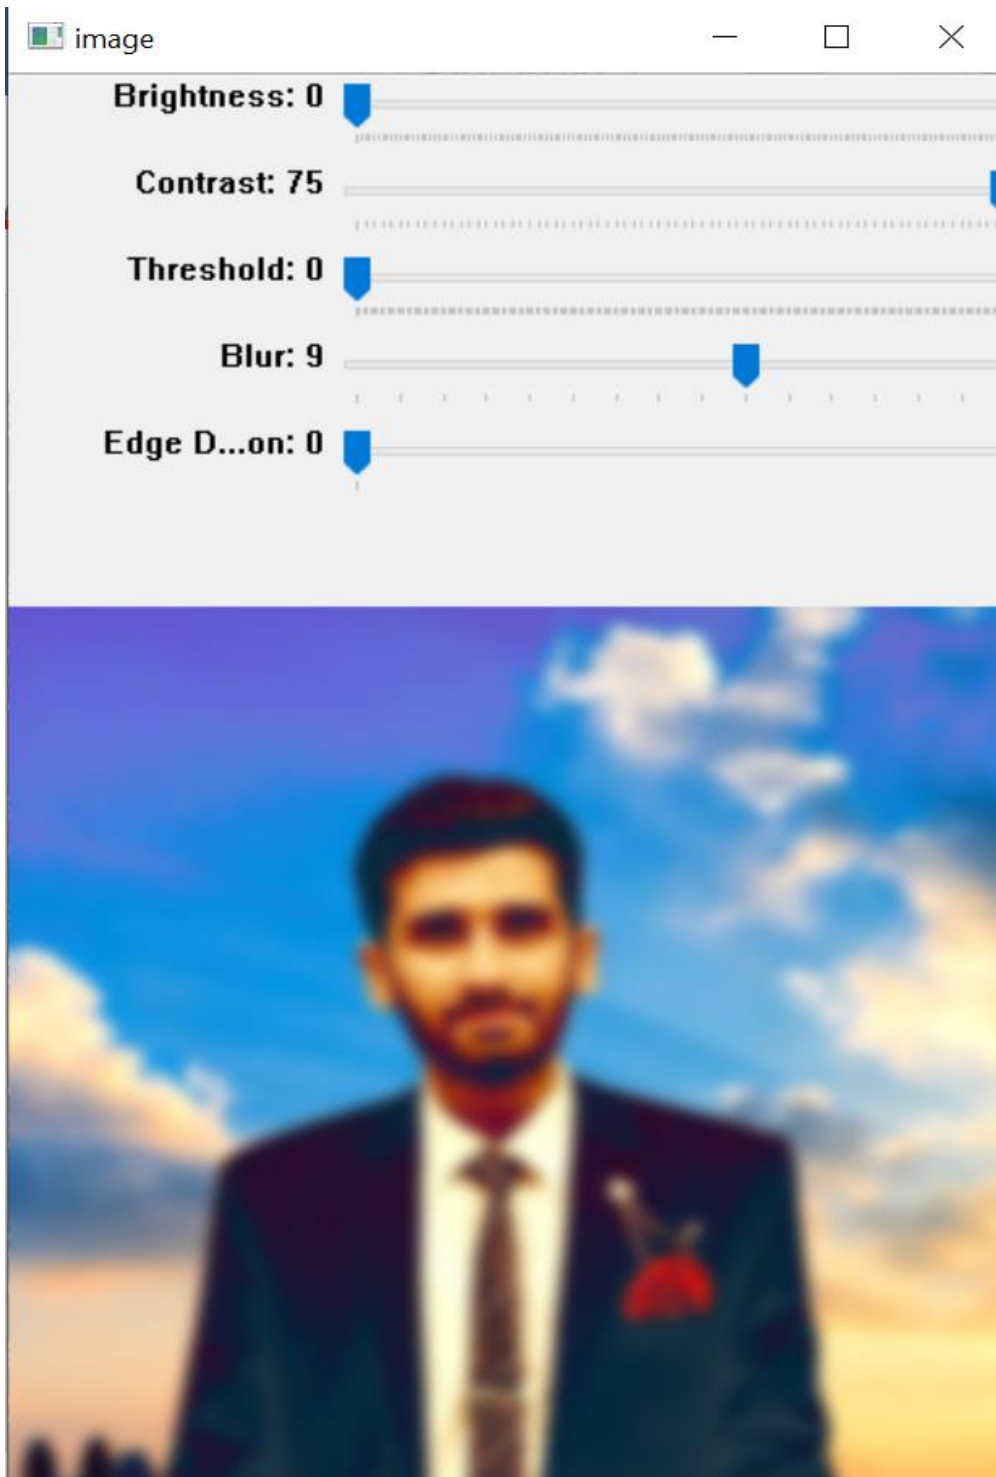 image
Brightness: 0
Contrast: 75
Threshold: 0
Blur: 9
Edge D...on: 0